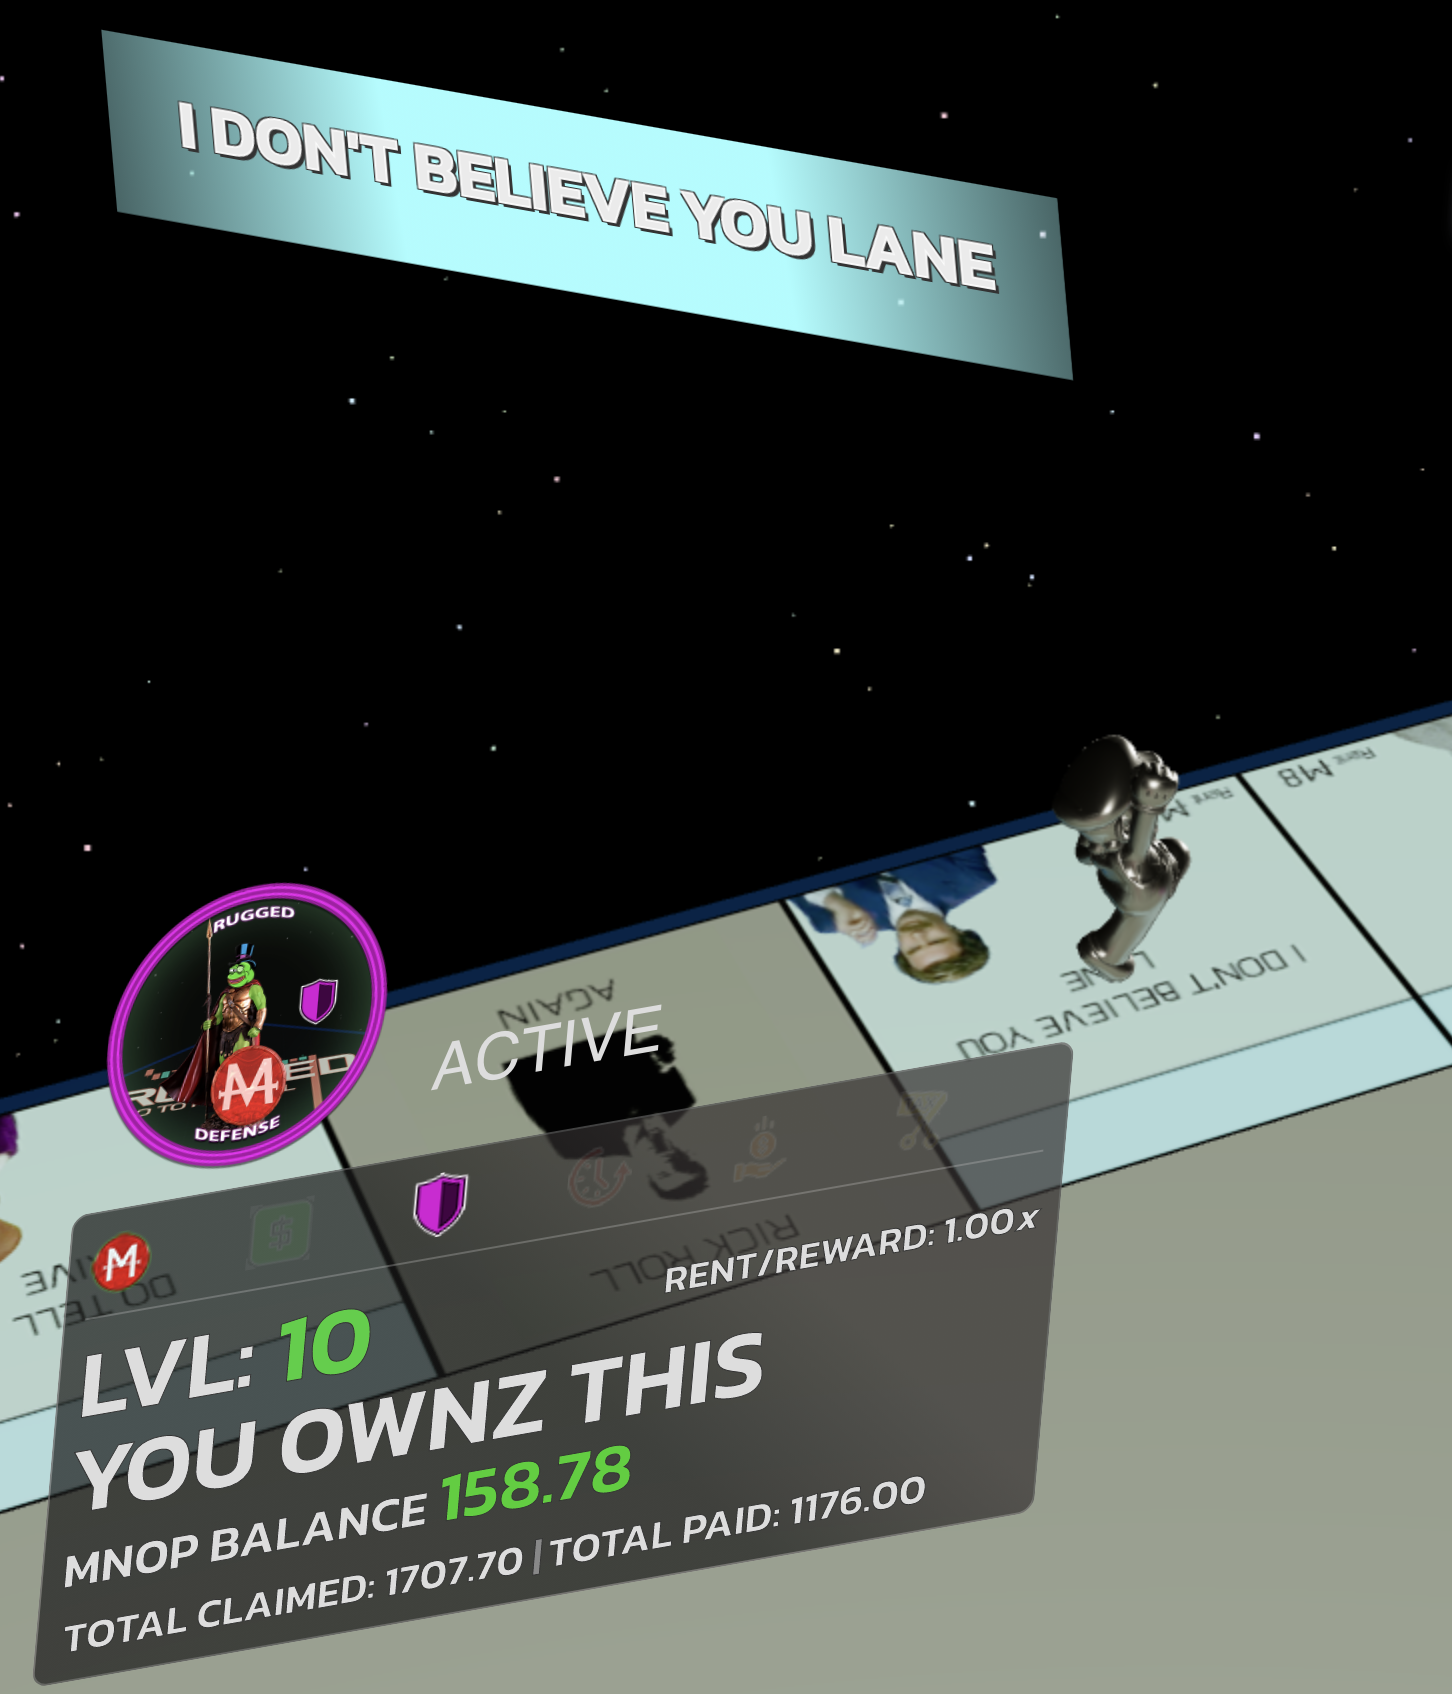 I DON'T BELIEVE YOU LANE
M8 Rent
M Rent
I DON'T BELIEVE YOU
LANE
RUGGED
DEFENSE
ACTIVE
AGAIN
RICK ROLL
DO TELL
RENT/REWARD: 1.00x
LVL: 10
YOU OWNZ THIS
MNOP BALANCE 158.78
TOTAL CLAIMED: 1707.70 | TOTAL PAID: 1176.00